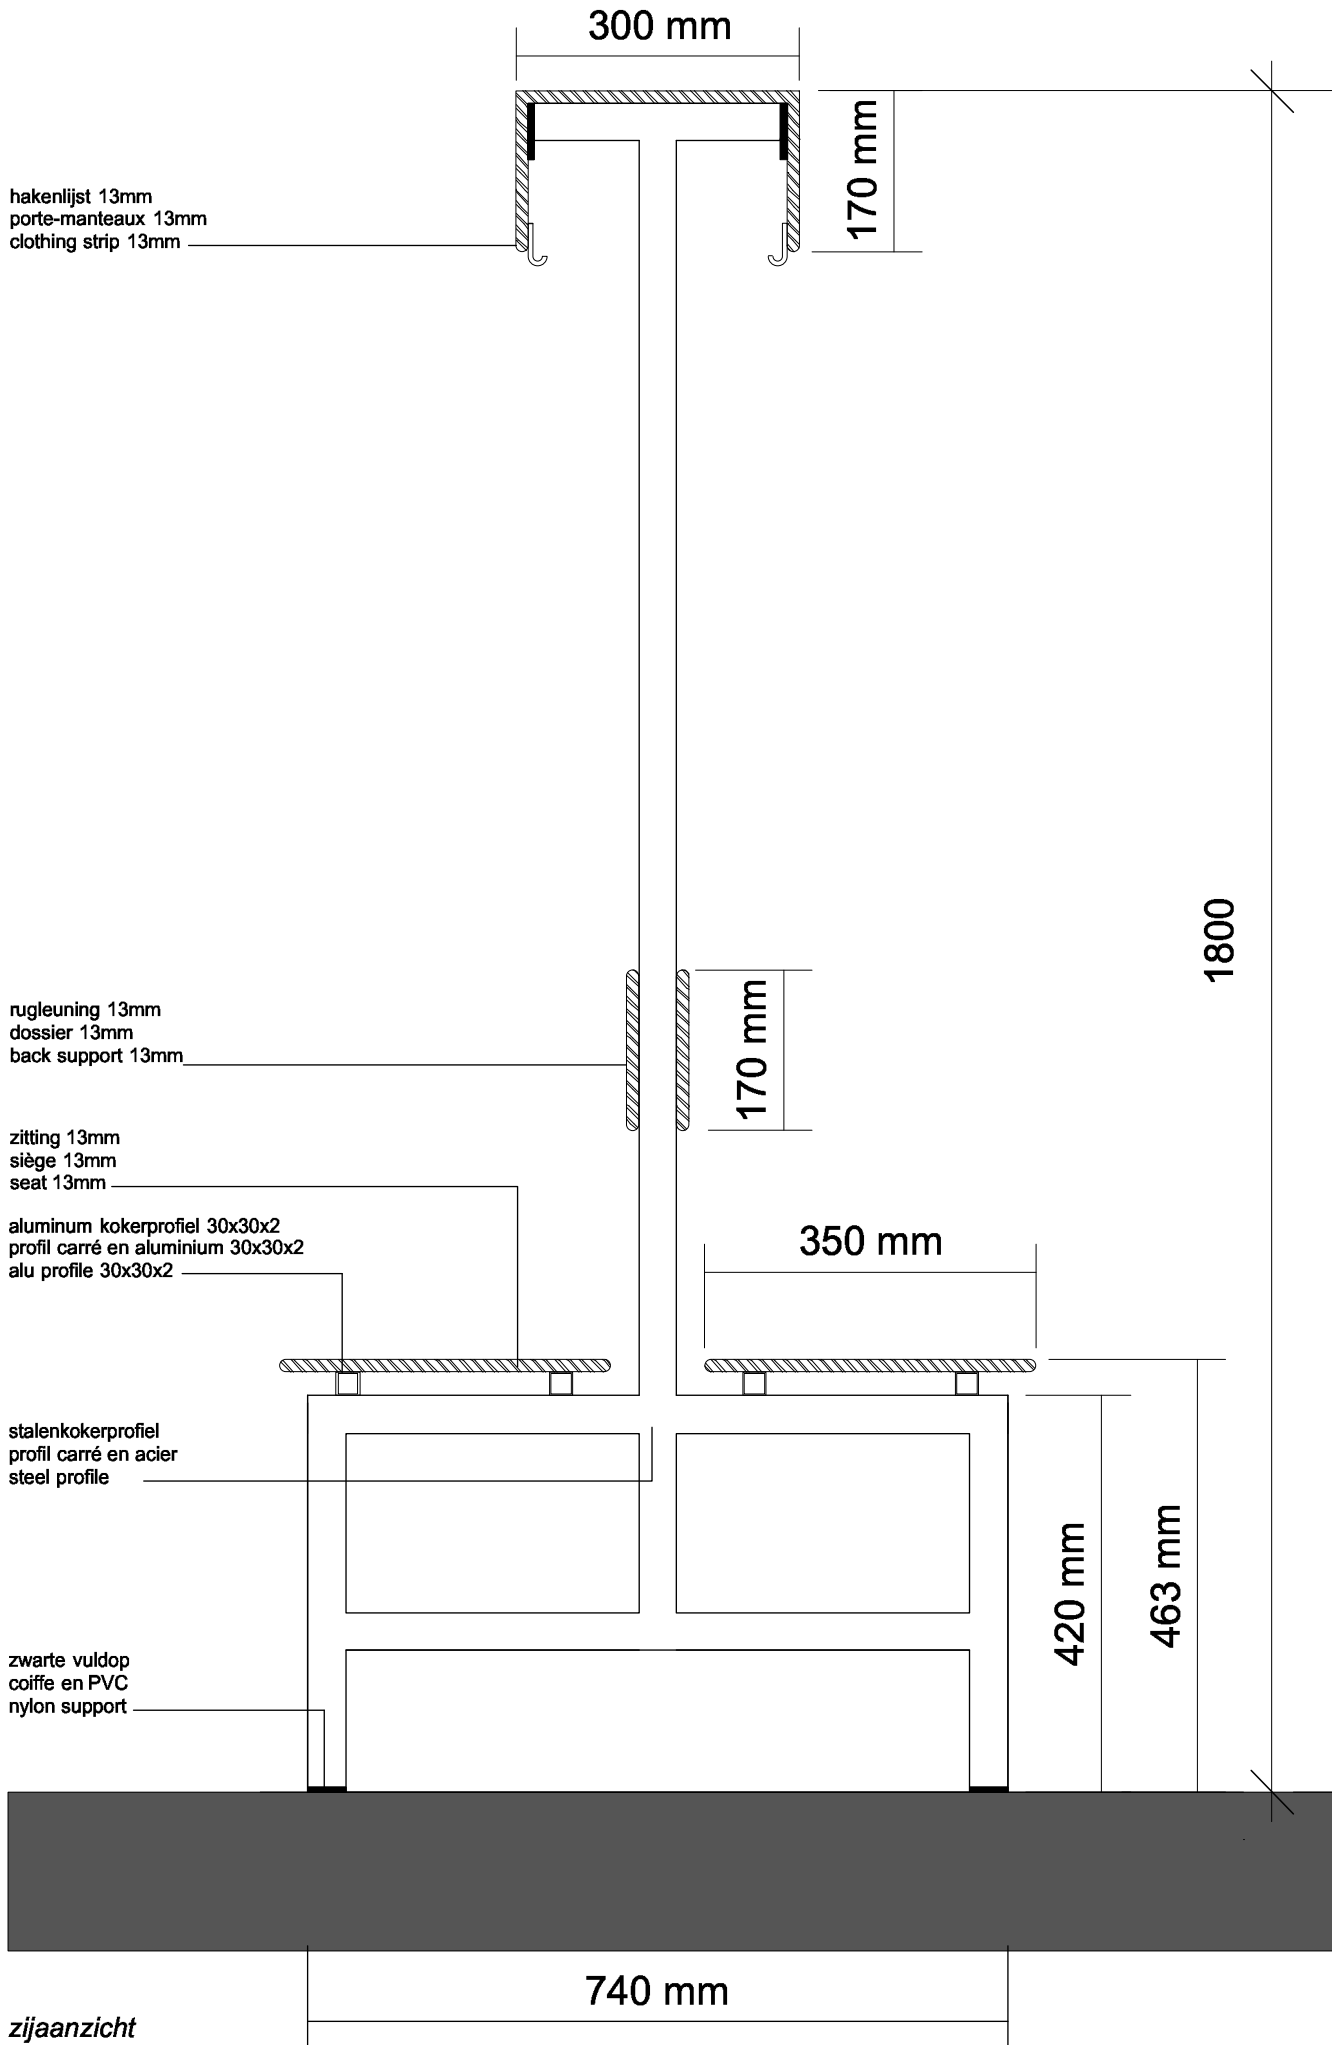 300 mm
170 mm
hakenlijst 13mm
porte-manteaux 13mm
clothing strip 13mm
1800
rugleuning 13mm
dossier 13mm
back support 13mm
170 mm
zitting 13mm
siège 13mm
seat 13mm
aluminum kokerprofiel 30x30x2
profil carré en aluminium 30x30x2
alu profile 30x30x2
350 mm
stalenkokerprofiel
profil carré en acier
steel profile
420 mm
463 mm
zwarte vuldop
coiffe en PVC
nylon support
740 mm
zijaanzicht